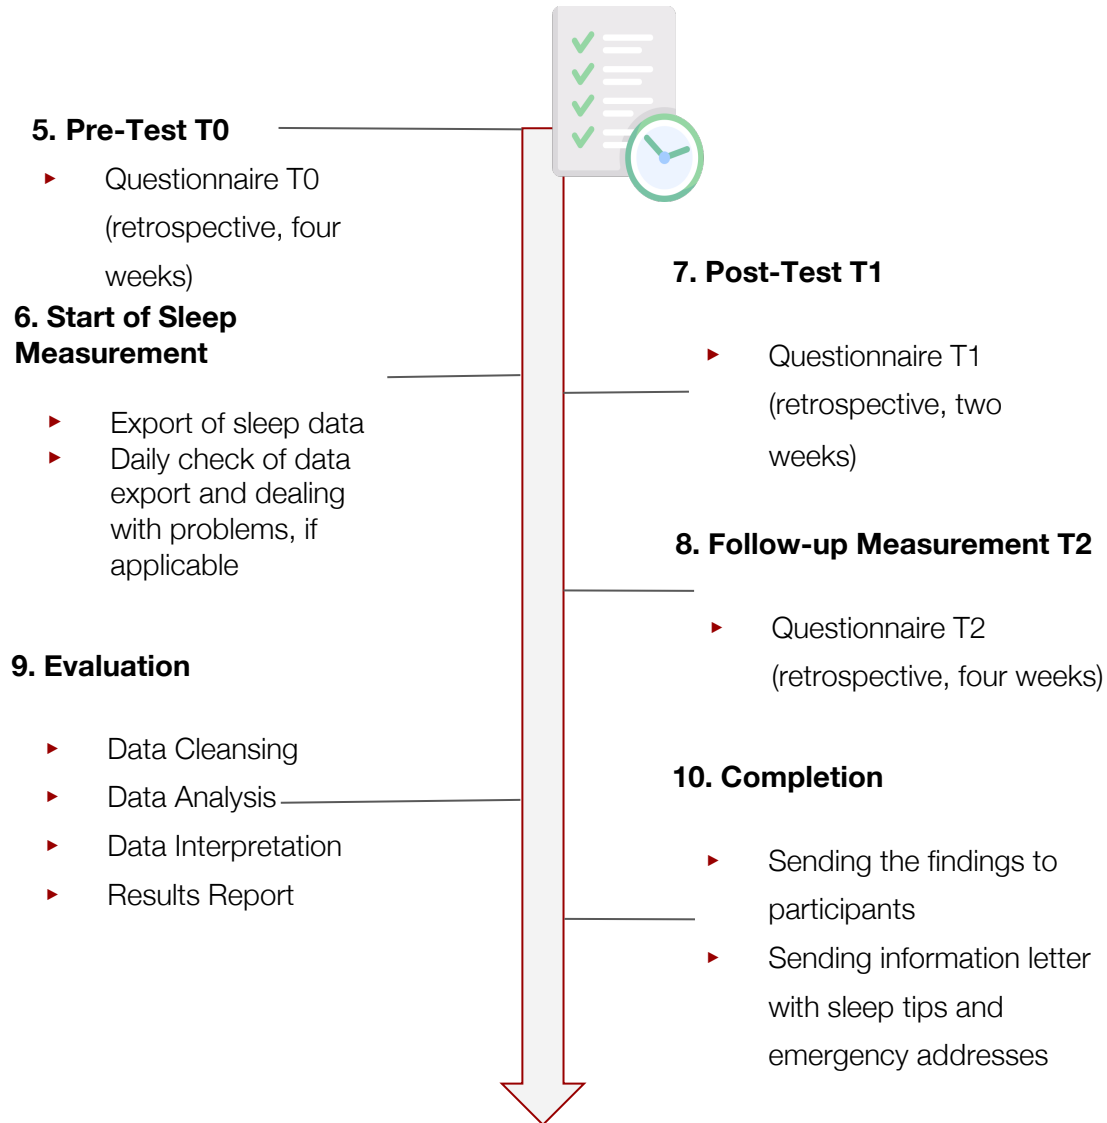 5. Pre-Test T0
▸ Questionnaire T0
(retrospective, four
weeks)
6. Start of Sleep
Measurement
▸ Export of sleep data
▸ Daily check of data
export and dealing
with problems, if
applicable
7. Post-Test T1
▸ Questionnaire T1
(retrospective, two
weeks)
8. Follow-up Measurement T2
▸ Questionnaire T2
(retrospective, four weeks)
9. Evaluation
▸ Data Cleansing
▸ Data Analysis
▸ Data Interpretation
▸ Results Report
10. Completion
▸ Sending the findings to
participants
▸ Sending information letter
with sleep tips and
emergency addresses